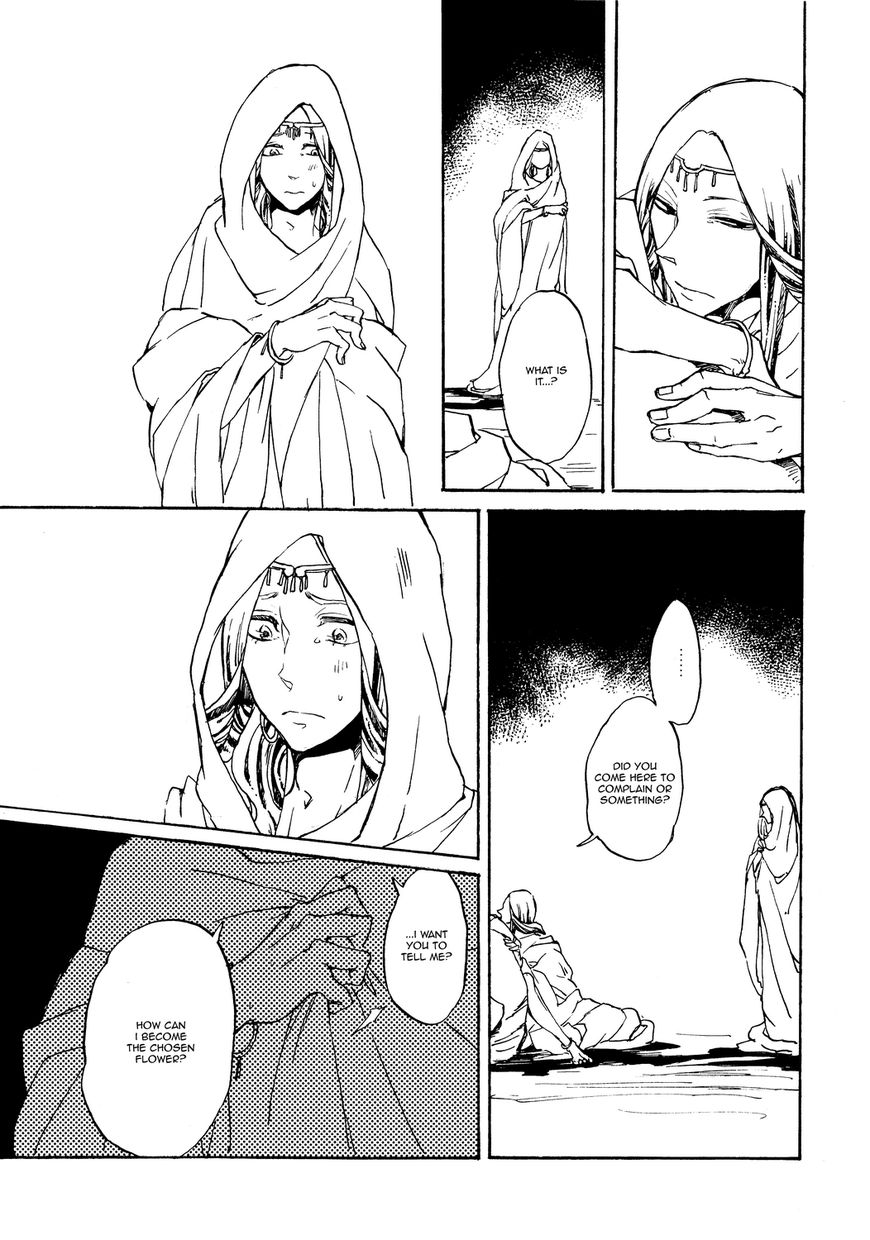 WHAT IS
IT...?
......
DID YOU
COME HERE TO
COMPLAIN OR
SOMETHING?
...I WANT
YOU TO
TELL ME?
HOW CAN
I BECOME
THE CHOSEN
FLOWER?